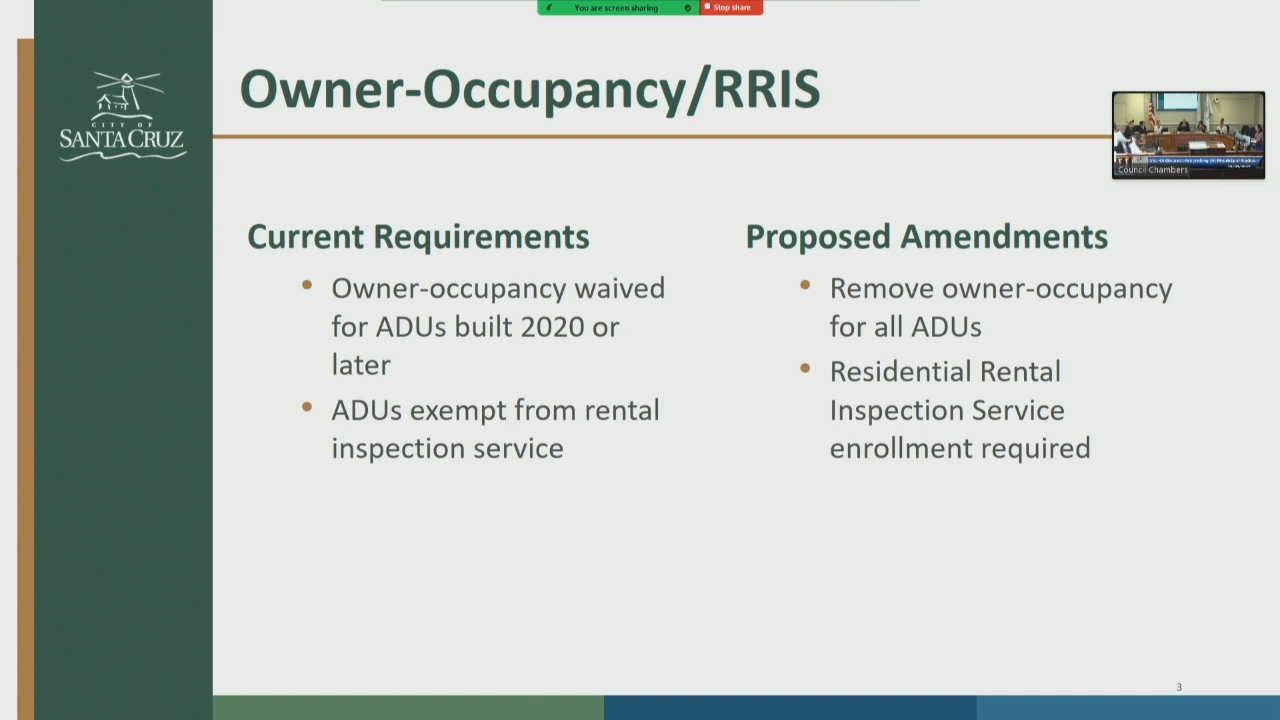 You are screen sharing
Stop share
CITY OF
SANTA CRUZ
Owner-Occupancy/RRIS
Council Chambers
Current Requirements
• Owner-occupancy waived
for ADUs built 2020 or
later
• ADUs exempt from rental
inspection service
Proposed Amendments
• Remove owner-occupancy
for all ADUs
• Residential Rental
Inspection Service
enrollment required
3